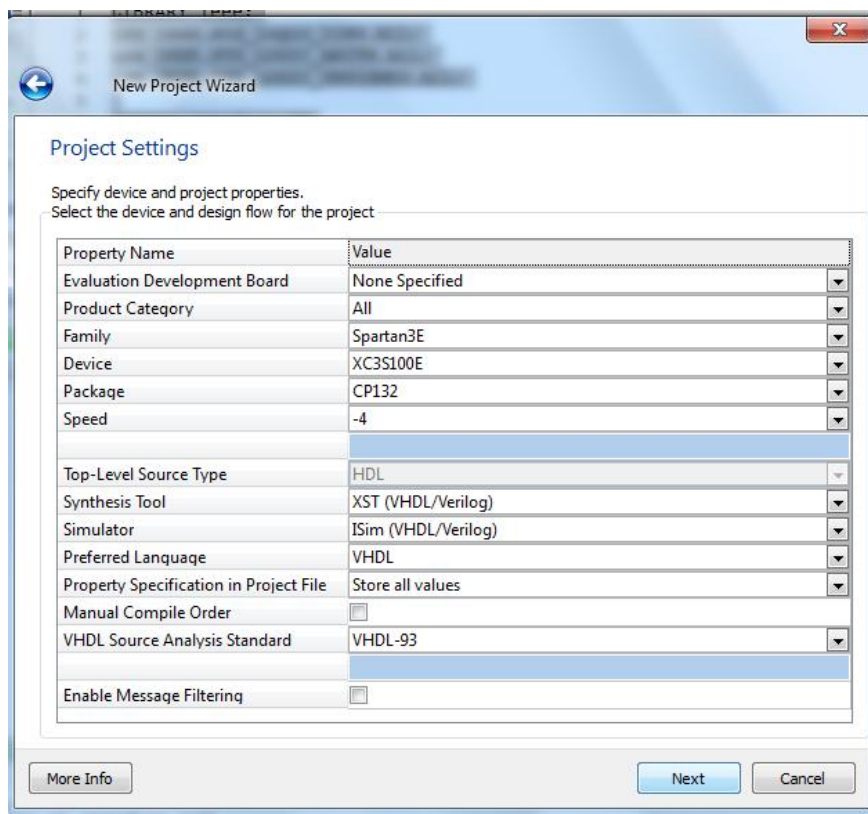 LIBRARY ieee;
New Project Wizard
Project Settings
Specify device and project properties.
Select the device and design flow for the project
Property Name Value
Evaluation Development Board None Specified
Product Category All
Family Spartan3E
Device XC3S100E
Package CP132
Speed -4
Top-Level Source Type HDL
Synthesis Tool XST (VHDL/Verilog)
Simulator ISim (VHDL/Verilog)
Preferred Language VHDL
Property Specification in Project File Store all values
Manual Compile Order
VHDL Source Analysis Standard VHDL-93
Enable Message Filtering
More Info Next Cancel